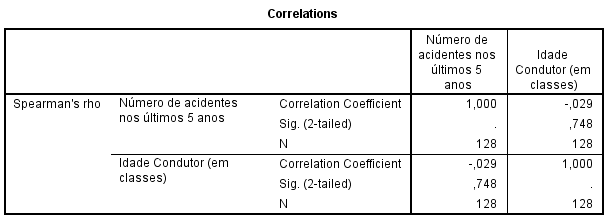 Correlations
Número de acidentes nos últimos 5 anos
Idade Condutor (em classes)
Spearman's rho
Número de acidentes nos últimos 5 anos
Correlation Coefficient 1,000 -,029
Sig. (2-tailed) . ,748
N 128 128
Idade Condutor (em classes)
Correlation Coefficient -,029 1,000
Sig. (2-tailed) ,748 .
N 128 128